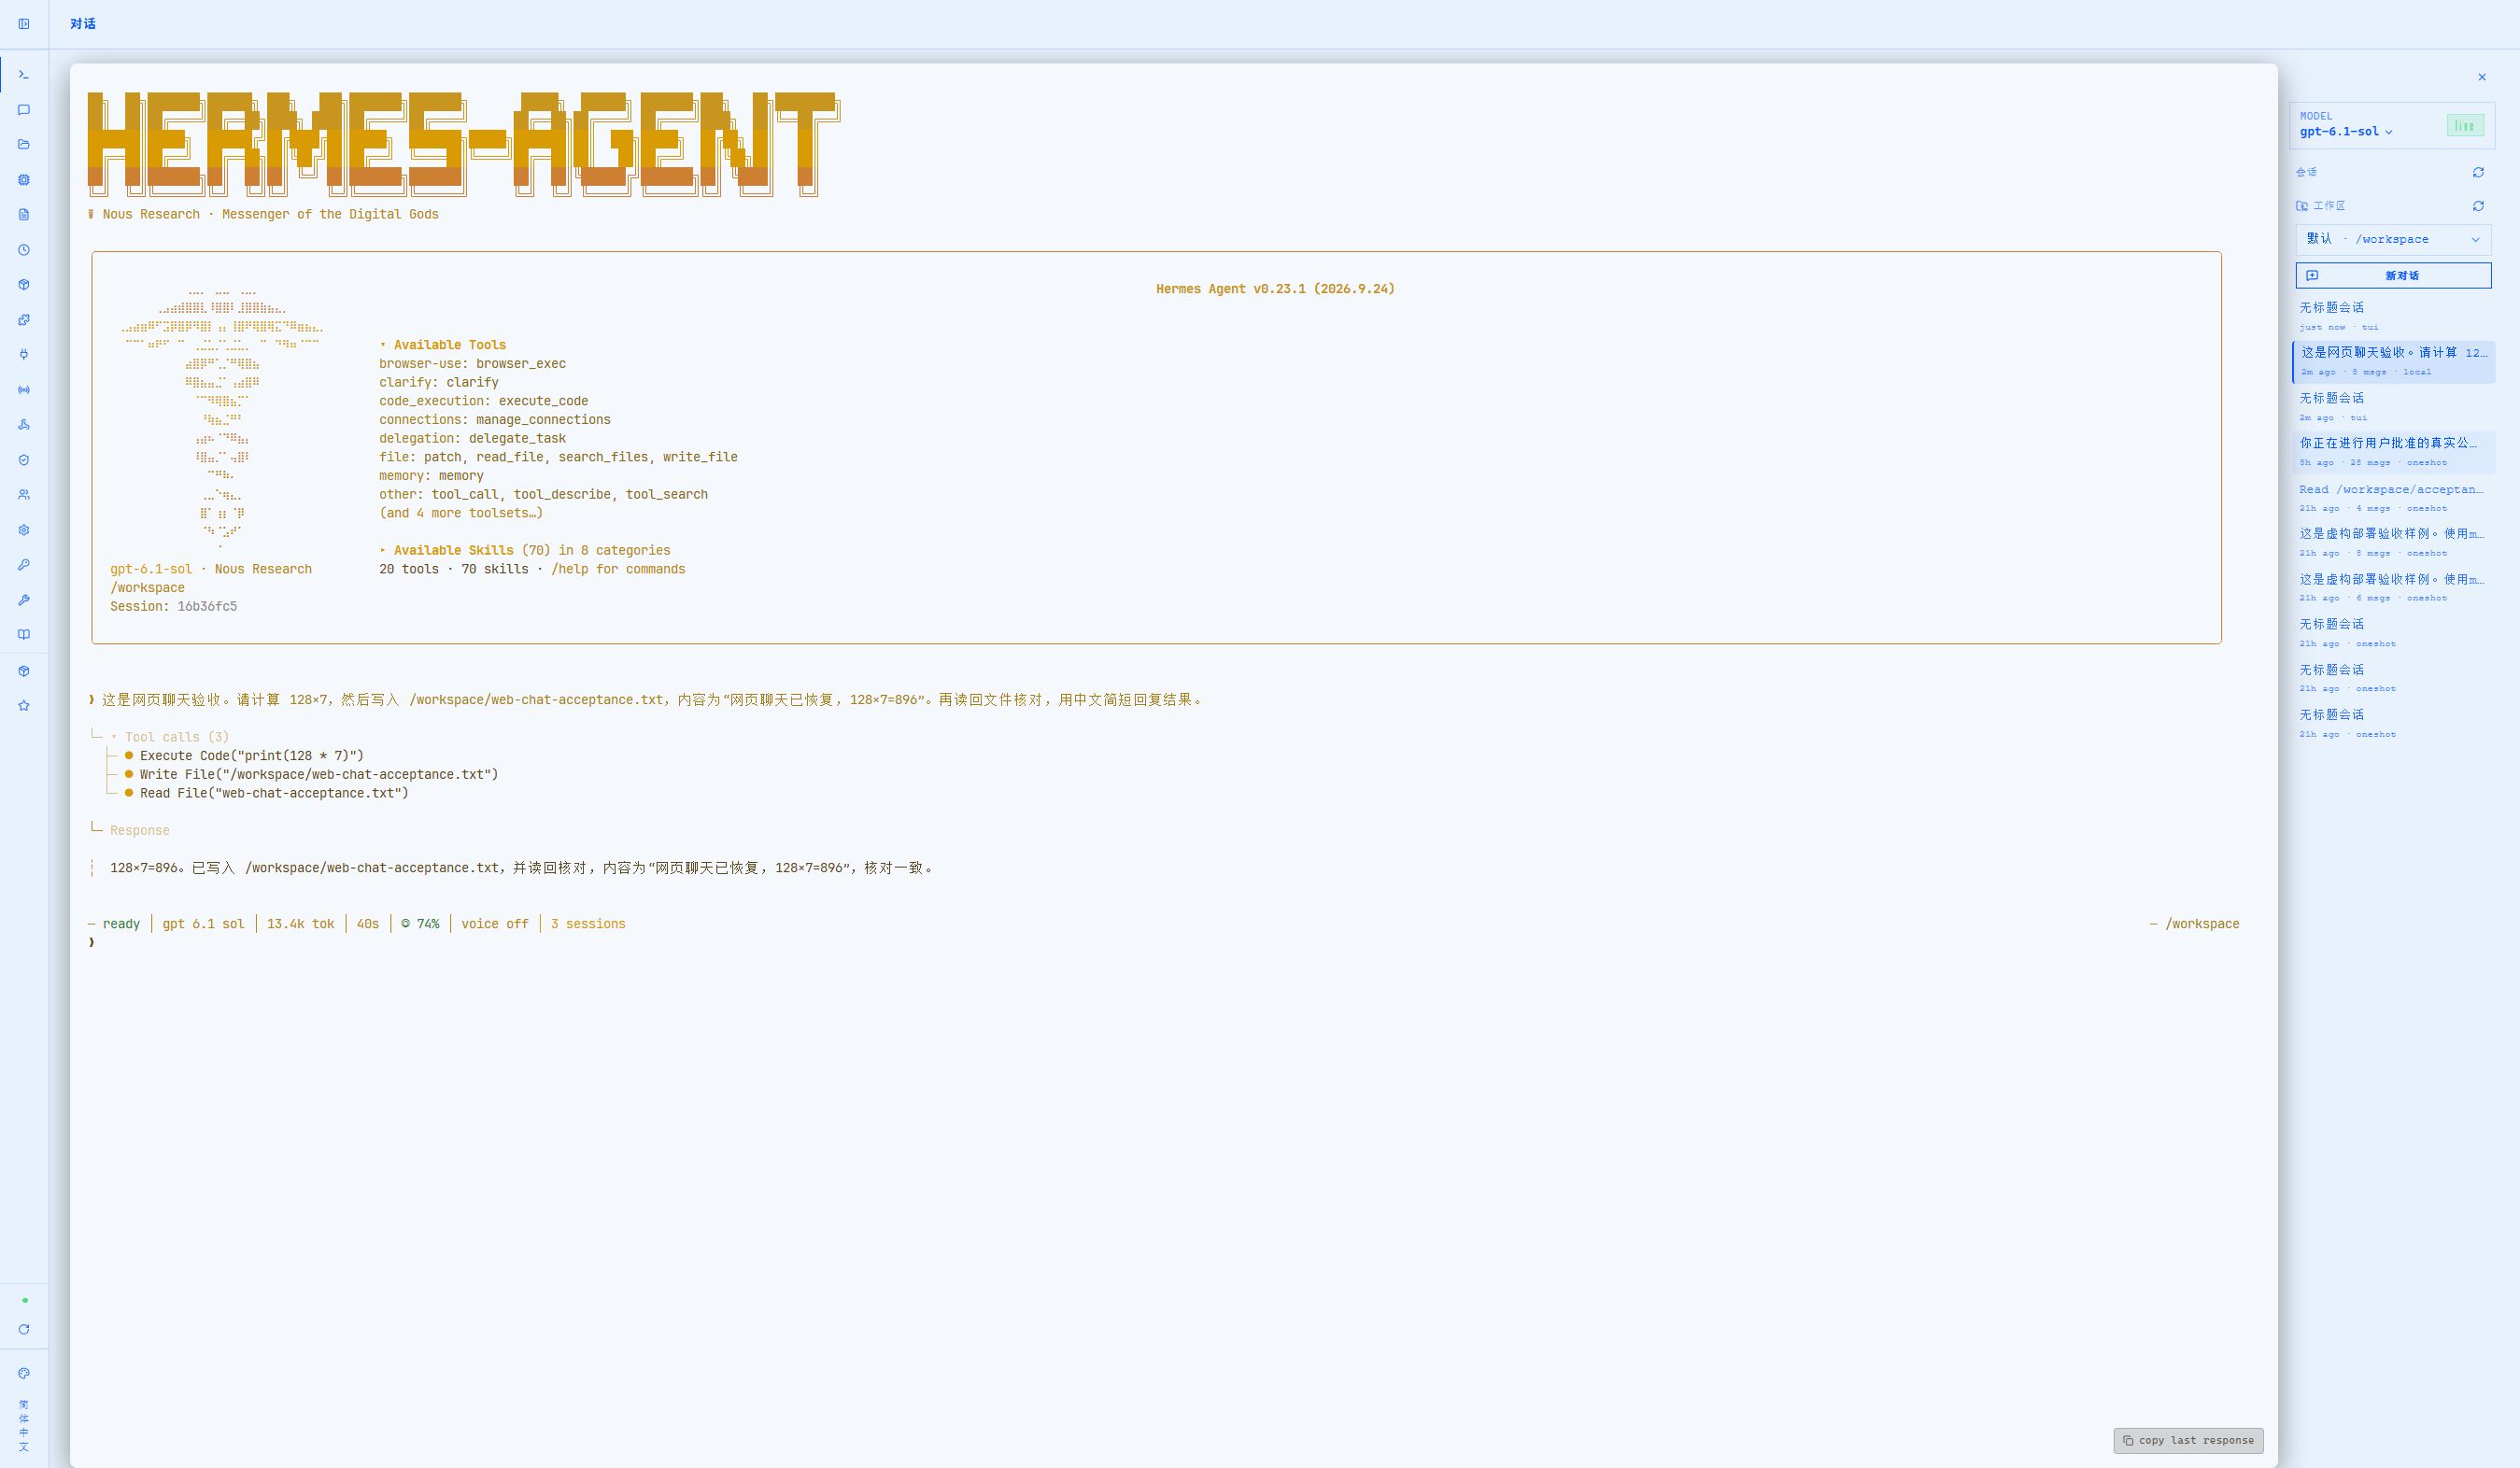 对话
HERMES-AGENT
Nous Research · Messenger of the Digital Gods
Hermes Agent v0.23.1 (2026.9.24)
▾ Available Tools
browser-use: browser_exec
clarify: clarify
code_execution: execute_code
connections: manage_connections
delegation: delegate_task
file: patch, read_file, search_files, write_file
memory: memory
other: tool_call, tool_describe, tool_search
(and 4 more toolsets…)
▸ Available Skills (70) in 8 categories
20 tools · 70 skills · /help for commands
gpt-6.1-sol · Nous Research
/workspace
Session: 16b36fc5
❯ 这是网页聊天验收。请计算 128×7，然后写入 /workspace/web-chat-acceptance.txt，内容为“网页聊天已恢复，128×7=896”。再读回文件核对，用中文简短回复结果。
└─ ▾ Tool calls (3)
├─ ● Execute Code("print(128 * 7)")
├─ ● Write File("/workspace/web-chat-acceptance.txt")
└─ ● Read File("web-chat-acceptance.txt")
└─ Response
128×7=896。已写入 /workspace/web-chat-acceptance.txt，并读回核对，内容为“网页聊天已恢复，128×7=896”，核对一致。
─ ready │ gpt 6.1 sol │ 13.4k tok │ 40s │ ☺ 74% │ voice off │ 3 sessions
─ /workspace
❯
copy last response
MODEL
gpt-6.1-sol
live
会话
工作区
默认 · /workspace
新对话
无标题会话
just now · tui
这是网页聊天验收。请计算 12…
2m ago · 8 msgs · local
无标题会话
2m ago · tui
你正在进行用户批准的真实公…
5h ago · 28 msgs · oneshot
Read /workspace/acceptan…
21h ago · 4 msgs · oneshot
这是虚构部署验收样例。使用m…
21h ago · 8 msgs · oneshot
这是虚构部署验收样例。使用m…
21h ago · 6 msgs · oneshot
无标题会话
21h ago · oneshot
无标题会话
21h ago · oneshot
无标题会话
21h ago · oneshot
简体中文